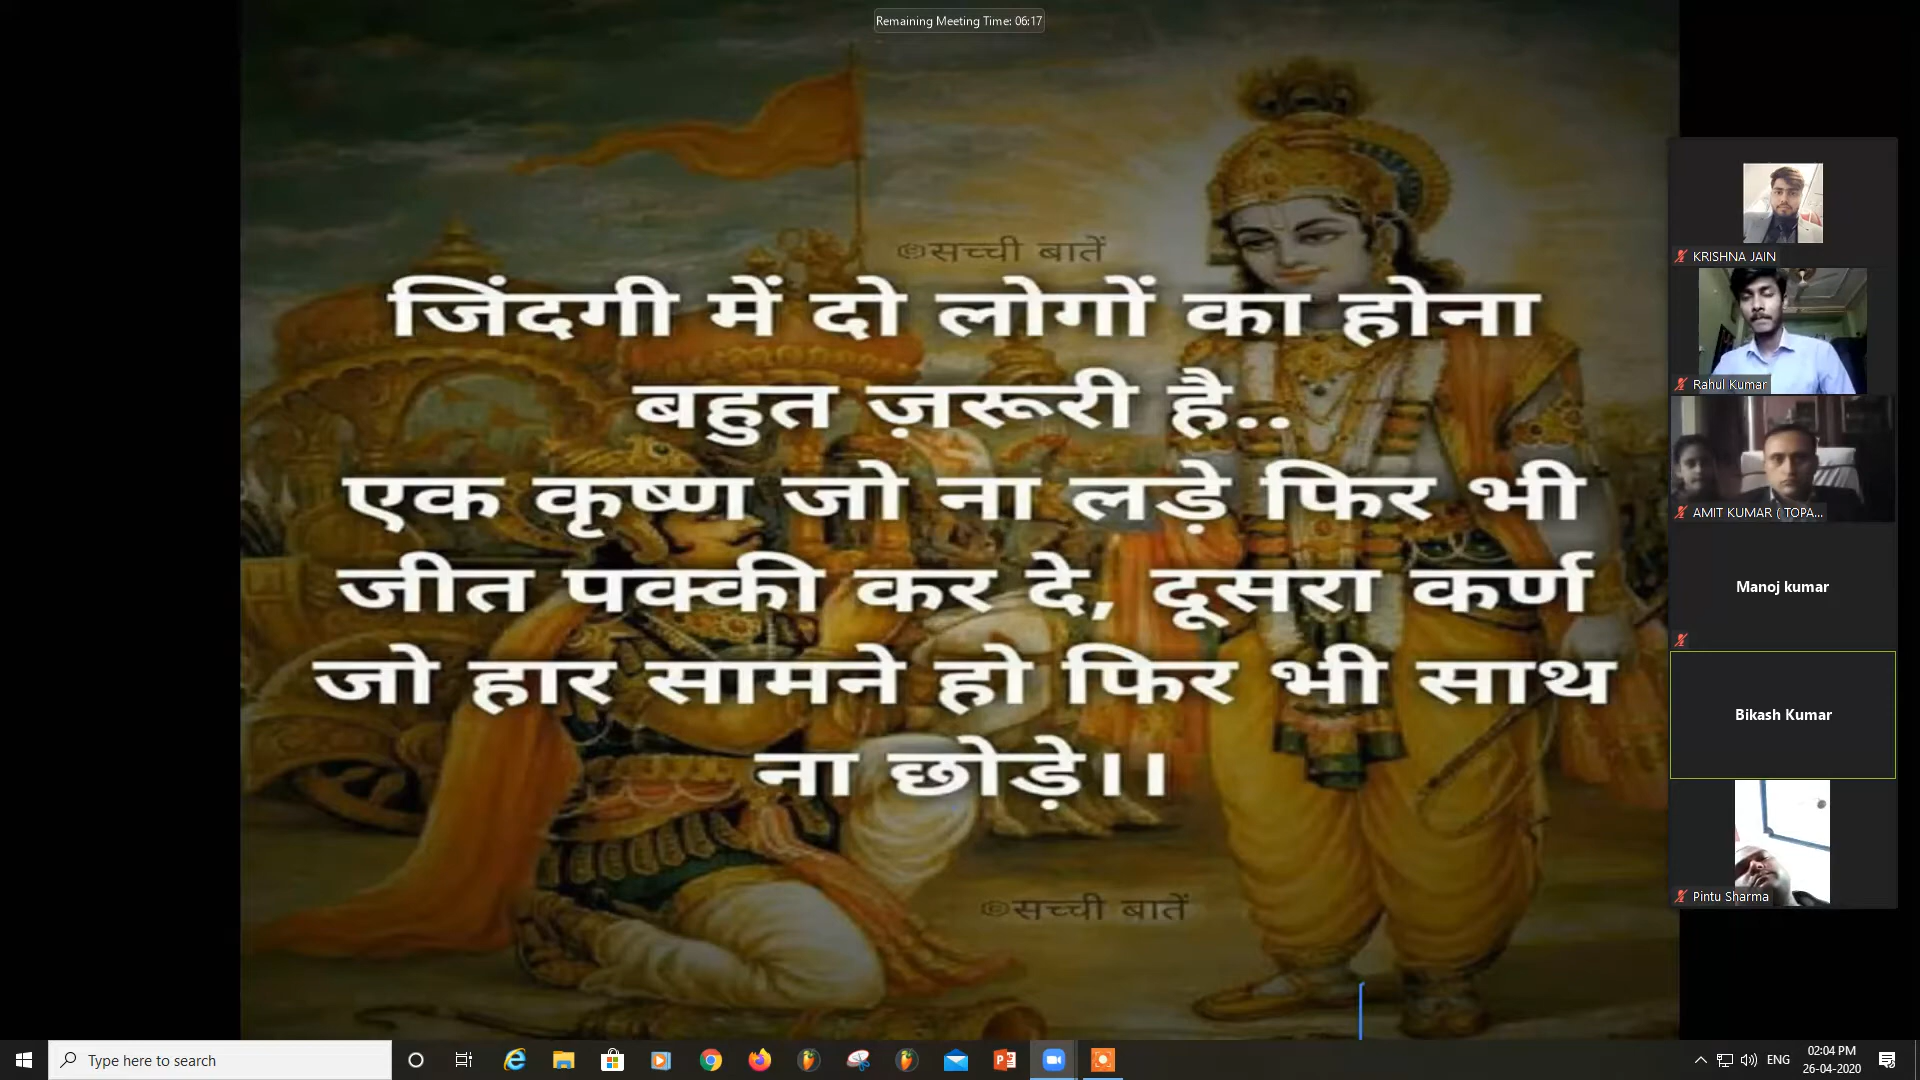 Remaining Meeting Time: 06:17
©सच्ची बातें
जिंदगी में दो लोगों का होना
बहुत ज़रूरी है..
एक कृष्ण जो ना लड़े फिर भी
जीत पक्की कर दे, दूसरा कर्ण
जो हार सामने हो फिर भी साथ
ना छोड़े।।
©सच्ची बातें
KRISHNA JAIN
Rahul Kumar
AMIT KUMAR ( TOPA...
Manoj kumar
Bikash Kumar
Pintu Sharma
Type here to search
ENG
02:04 PM
26-04-2020